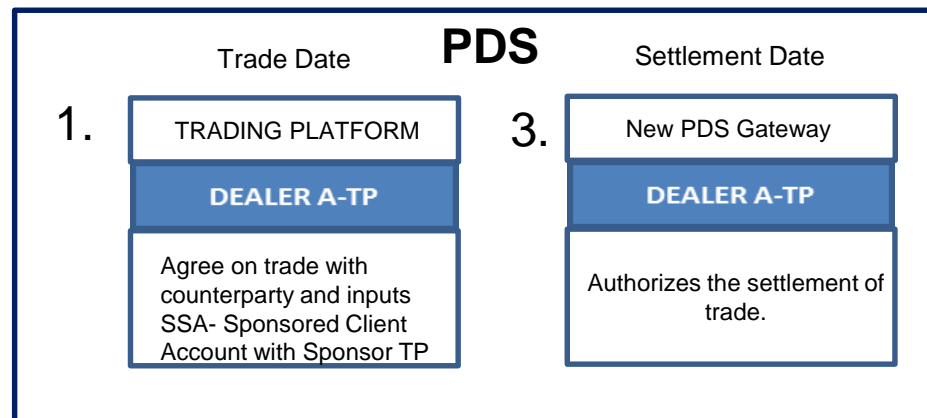 PDS
Trade Date
Settlement Date
1.
TRADING PLATFORM
DEALER A-TP
Agree on trade with
counterparty and inputs
SSA- Sponsored Client
Account with Sponsor TP
3.
New PDS Gateway
DEALER A-TP
Authorizes the settlement of
trade.